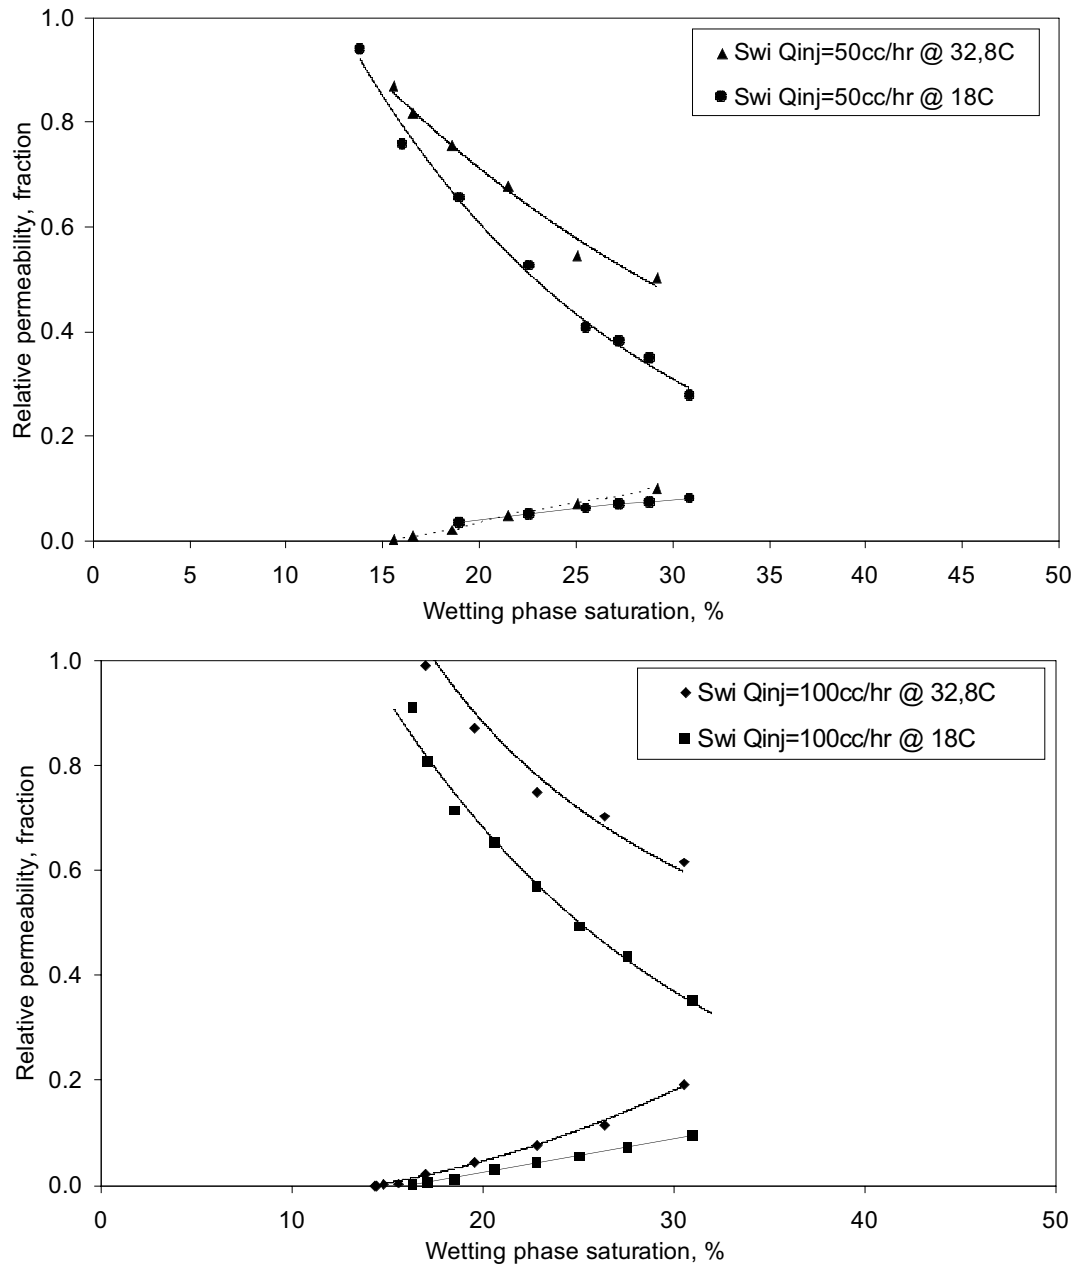 1.0
Swi Qinj=50cc/hr @ 32,8C
Swi Qinj=50cc/hr @ 18C
0.8
0.6
0.4
0.2
0.0
Relative permeability, fraction
0 5 10 15 20 25 30 35 40 45 50
Wetting phase saturation, %
1.0
Swi Qinj=100cc/hr @ 32,8C
Swi Qinj=100cc/hr @ 18C
0.8
0.6
0.4
0.2
0.0
Relative permeability, fraction
0 10 20 30 40 50
Wetting phase saturation, %